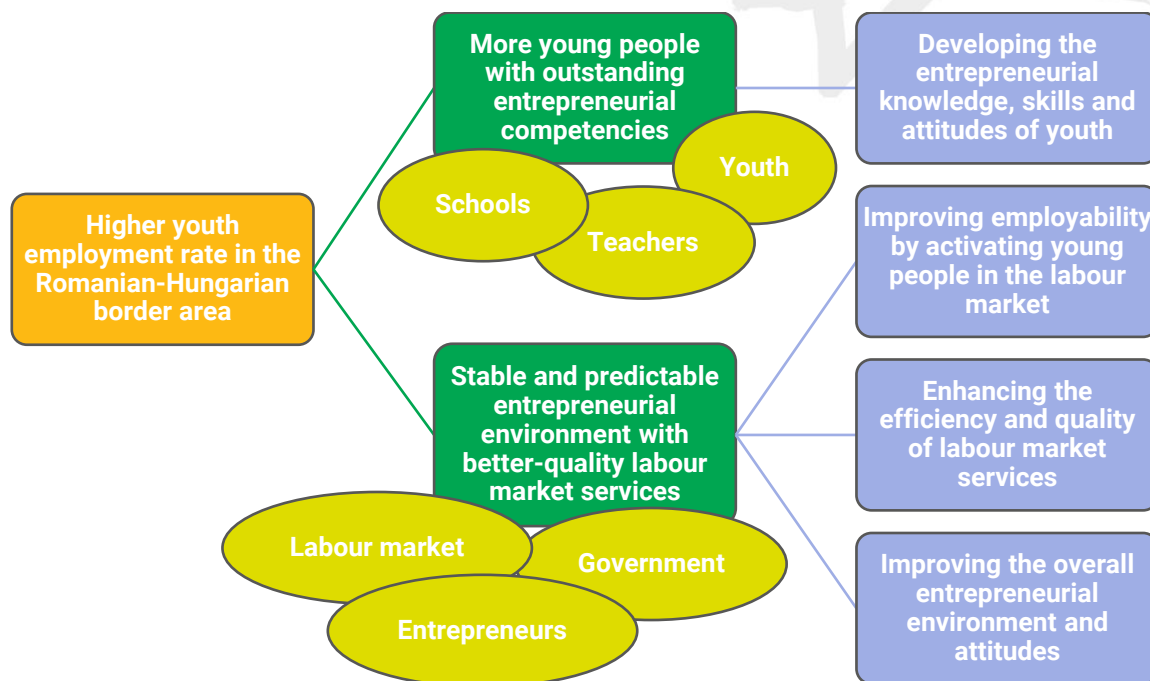 More young people
with outstanding
entrepreneurial
competencies
Developing the
entrepreneurial
knowledge, skills and
attitudes of youth
Youth
Schools
Teachers
Higher youth
employment rate in the
Romanian-Hungarian
border area
Improving employability
by activating young
people in the labour
market
Stable and predictable
entrepreneurial
environment with
better-quality labour
market services
Enhancing the
efficiency and quality
of labour market
services
Labour market
Government
Entrepreneurs
Improving the overall
entrepreneurial
environment and
attitudes